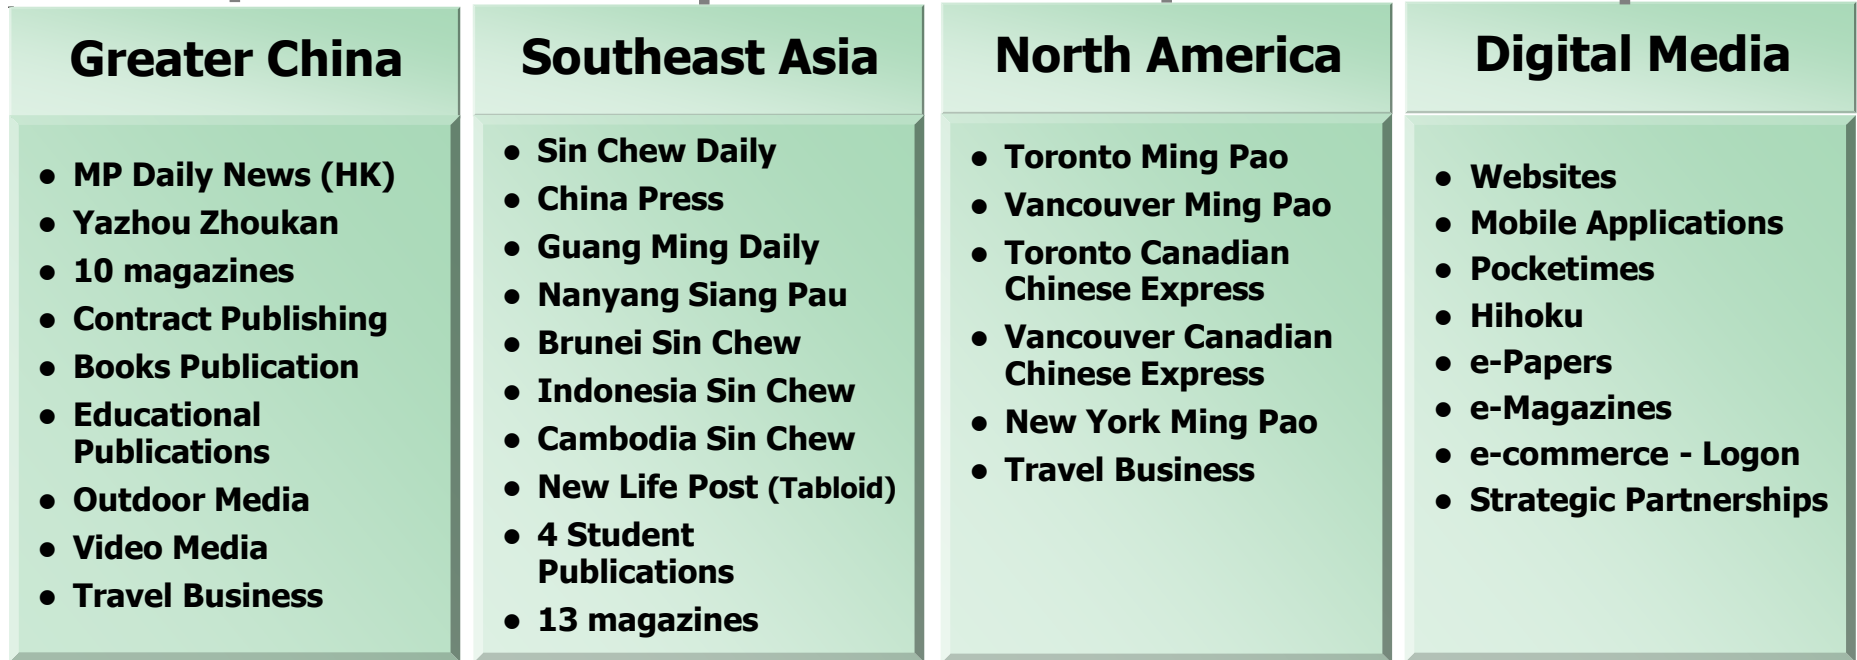 Greater China
● MP Daily News (HK)
● Yazhou Zhoukan
● 10 magazines
● Contract Publishing
● Books Publication
● Educational
Publications
● Outdoor Media
● Video Media
● Travel Business
Southeast Asia
● Sin Chew Daily
● China Press
● Guang Ming Daily
● Nanyang Siang Pau
● Brunei Sin Chew
● Indonesia Sin Chew
● Cambodia Sin Chew
● New Life Post (Tabloid)
● 4 Student
Publications
● 13 magazines
North America
● Toronto Ming Pao
● Vancouver Ming Pao
● Toronto Canadian
Chinese Express
● Vancouver Canadian
Chinese Express
● New York Ming Pao
● Travel Business
Digital Media
● Websites
● Mobile Applications
● Pocketimes
● Hihoku
● e-Papers
● e-Magazines
● e-commerce - Logon
● Strategic Partnerships